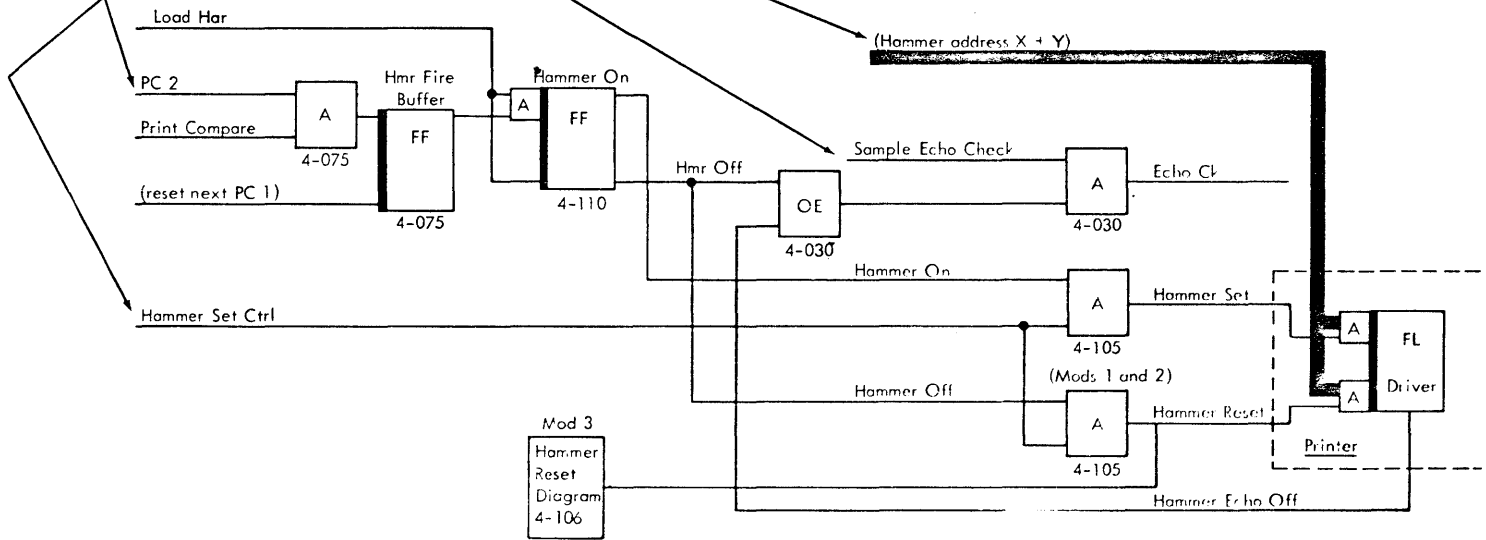 Load Har
(Hammer address X + Y)
PC 2
Hmr Fire
Buffer
Hammer On
A
A
FF
FF
Print Compare
4-075
Sample Echo Check
Hmr Off
A
Echo Ck
(reset next PC 1)
4-110
OE
4-075
4-030
4-030
Hammer On
Hammer Set Ctrl
A
Hammer Set
A
FL
4-105
(Mods 1 and 2)
Driver
Hammer Off
A
A
Hammer Reset
Mod 3
Printer
Hammer
Reset
Diagram
4-106
4-105
Hammer Echo Off